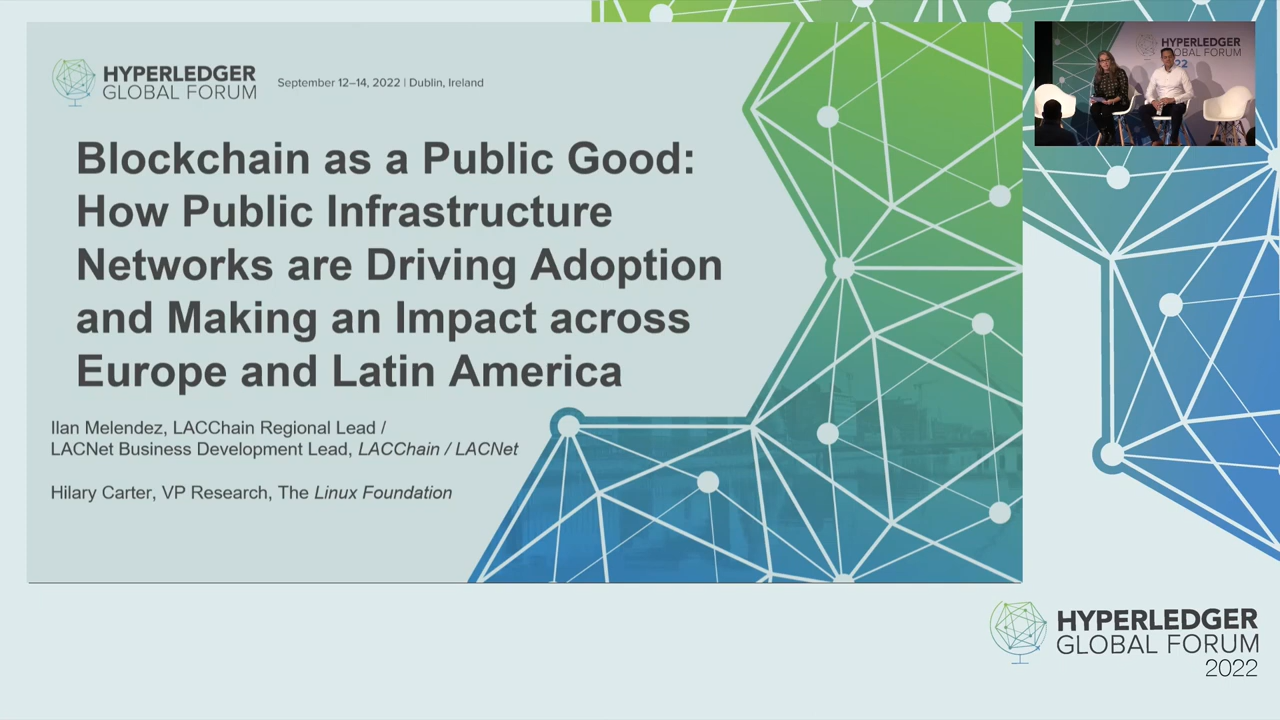 HYPERLEDGER
GLOBAL FORUM
September 12–14, 2022 | Dublin, Ireland
Blockchain as a Public Good:
How Public Infrastructure
Networks are Driving Adoption
and Making an Impact across
Europe and Latin America
Ilan Melendez, LACChain Regional Lead /
LACNet Business Development Lead, LACChain / LACNet
Hilary Carter, VP Research, The Linux Foundation
HYPERLEDGER
GLOBAL FORUM
HYPERLEDGER
GLOBAL FORUM
2022